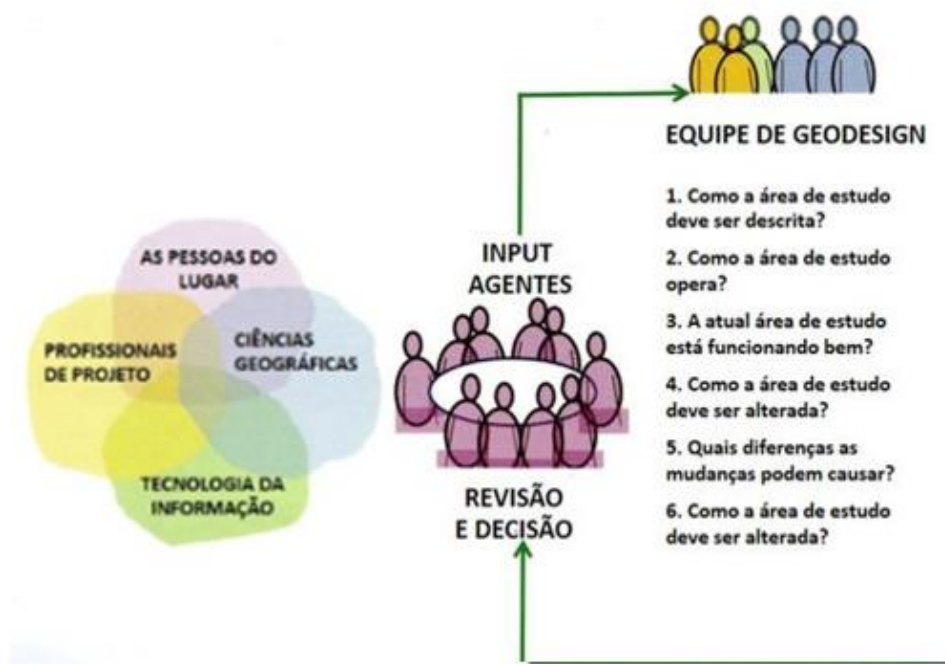 AS PESSOAS DO
LUGAR
PROFISSIONAIS
DE PROJETO
CIÊNCIAS
GEOGRÁFICAS
TECNOLOGIA DA
INFORMAÇÃO
INPUT
AGENTES
REVISÃO
E DECISÃO
EQUIPE DE GEODESIGN
1. Como a área de estudo
deve ser descrita?
2. Como a área de estudo
opera?
3. A atual área de estudo
está funcionando bem?
4. Como a área de estudo
deve ser alterada?
5. Quais diferenças as
mudanças podem causar?
6. Como a área de estudo
deve ser alterada?